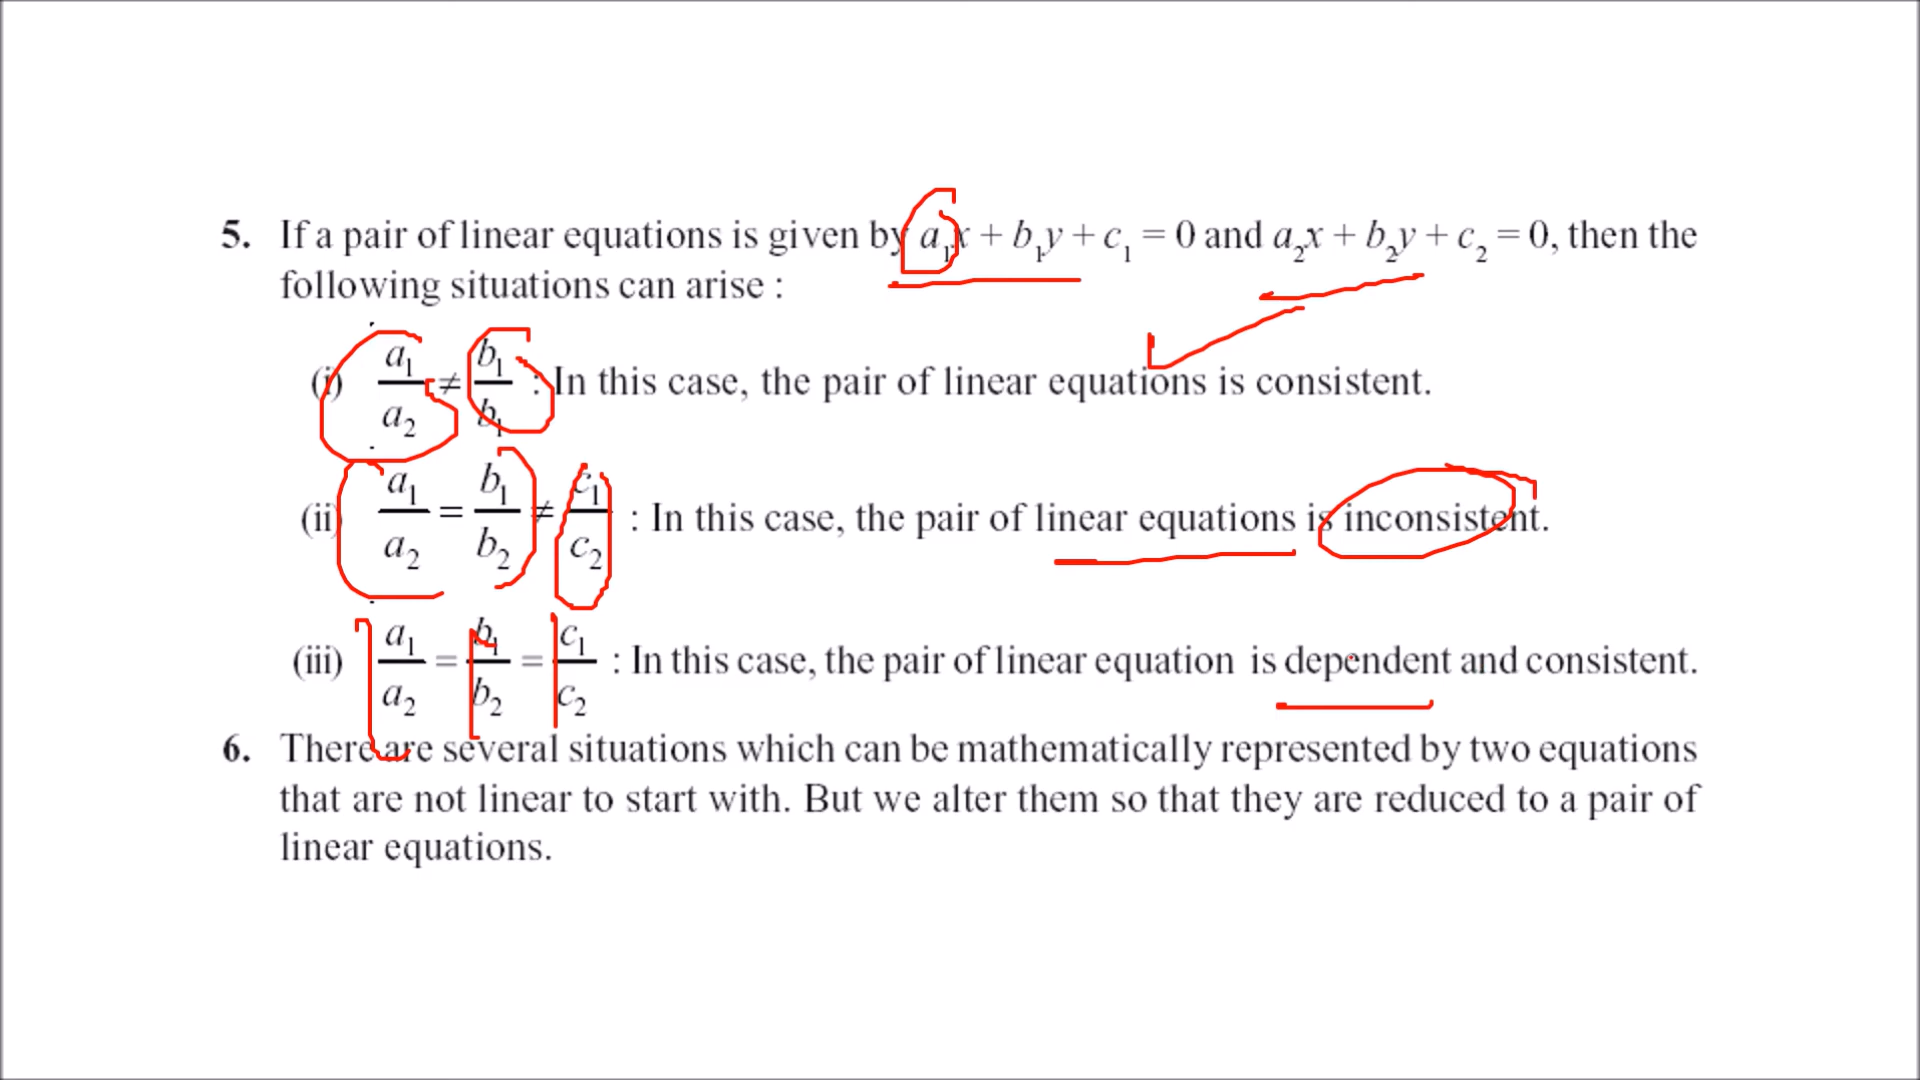 5. If a pair of linear equations is given by a₁x + b₁y + c₁ = 0 and a₂x + b₂y + c₂ = 0, then the
following situations can arise :
(i) a₁/a₂ ≠ b₁/b₁ : In this case, the pair of linear equations is consistent.
(ii) a₁/a₂ = b₁/b₂ ≠ c₁/c₂ : In this case, the pair of linear equations is inconsistent.
(iii) a₁/a₂ = b₁/b₂ = c₁/c₂ : In this case, the pair of linear equation is dependent and consistent.
6. There are several situations which can be mathematically represented by two equations
that are not linear to start with. But we alter them so that they are reduced to a pair of
linear equations.